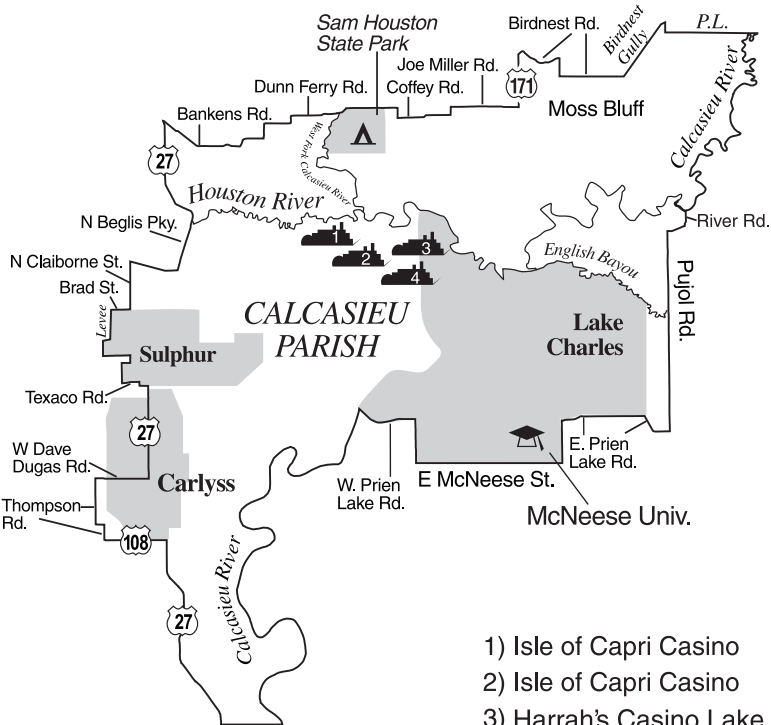 Sam Houston
State Park
Birdnest Rd.
Birdnest
Gully
P.L.
Joe Miller Rd.
Dunn Ferry Rd.
Coffey Rd.
171
Bankens Rd.
Moss Bluff
Calcasieu River
27
West Fork Calcasieu River
Houston River
N Beglis Pky.
River Rd.
1
2
3
4
English Bayou
N Claiborne St.
Brad St.
Levee
CALCASIEU
PARISH
Pujol Rd.
Lake
Charles
Sulphur
Texaco Rd.
27
W Dave
Dugas Rd.
Carlyss
E. Prien
Lake Rd.
W. Prien
Lake Rd.
E McNeese St.
Thompson
Rd.
McNeese Univ.
108
Calcasieu River
27
1) Isle of Capri Casino
2) Isle of Capri Casino
3) Harrah's Casino Lake